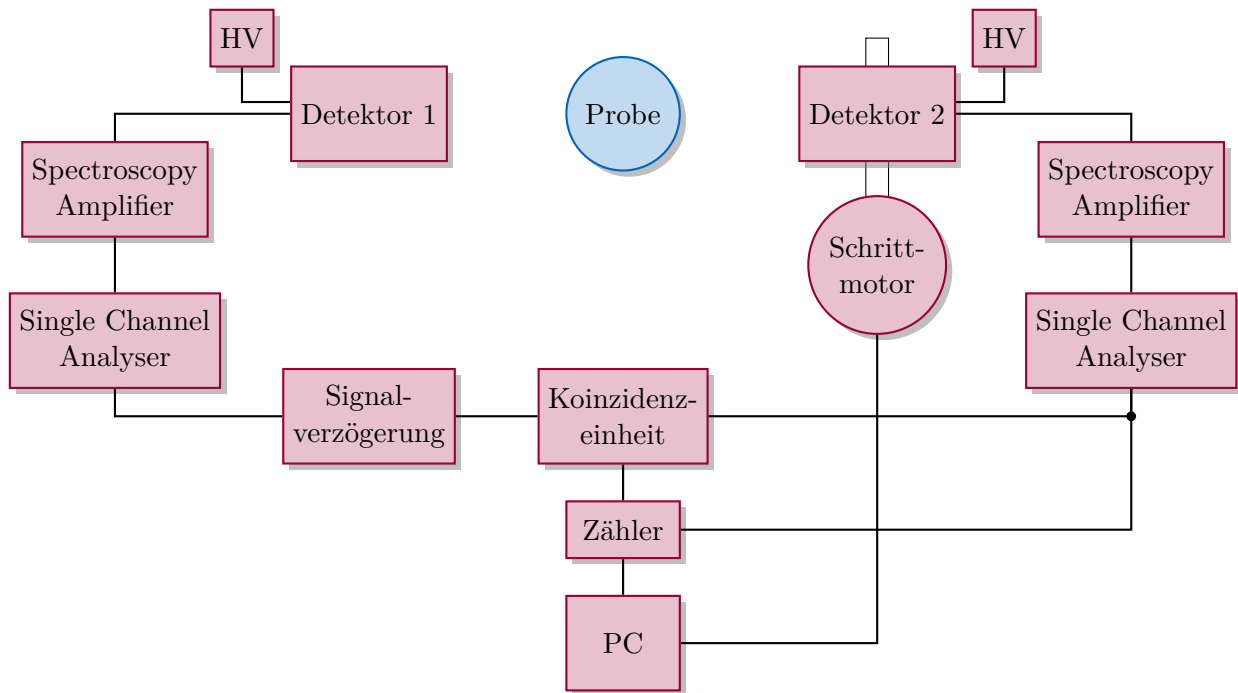 HV
HV
Detektor 1
Probe
Detektor 2
Spectroscopy
Amplifier
Spectroscopy
Amplifier
Schritt-
motor
Single Channel
Analyser
Single Channel
Analyser
Signal-
verzögerung
Koinzidenz-
einheit
Zähler
PC